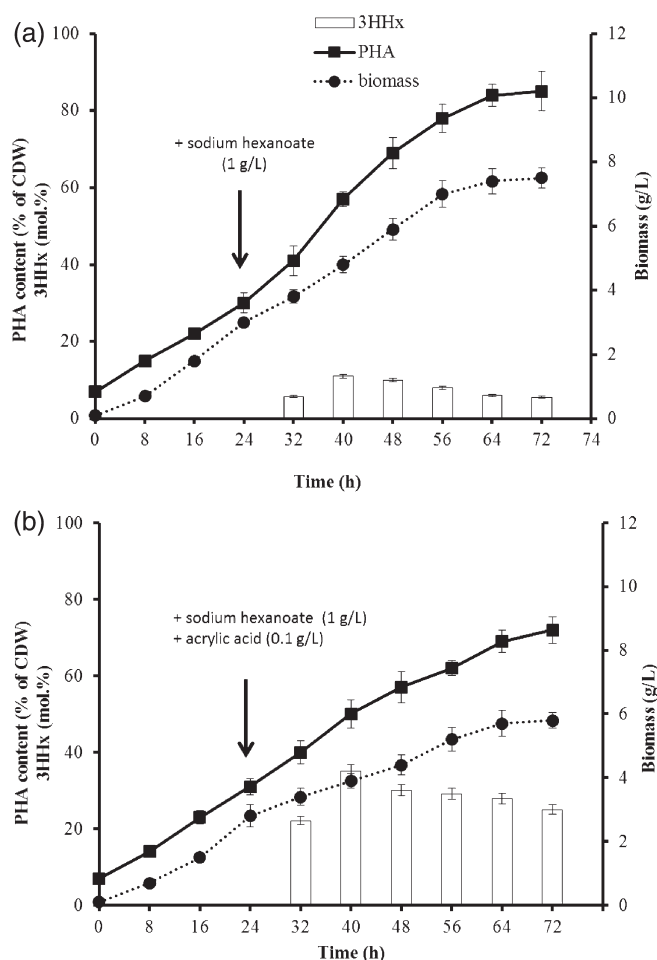 (a)
3HHx
PHA
biomass
+ sodium hexanoate
(1 g/L)
PHA content (% of CDW)
3HHx (mol.%)
100
80
60
40
20
0
12
10
8
6
4
2
0
Biomass (g/L)
0 8 16 24 32 40 48 56 64 72 74
Time (h)
(b)
+ sodium hexanoate (1 g/L)
+ acrylic acid (0.1 g/L)
PHA content (% of CDW)
3HHx (mol.%)
100
80
60
40
20
0
12
10
8
6
4
2
0
Biomass (g/L)
0 8 16 24 32 40 48 56 64 72
Time (h)